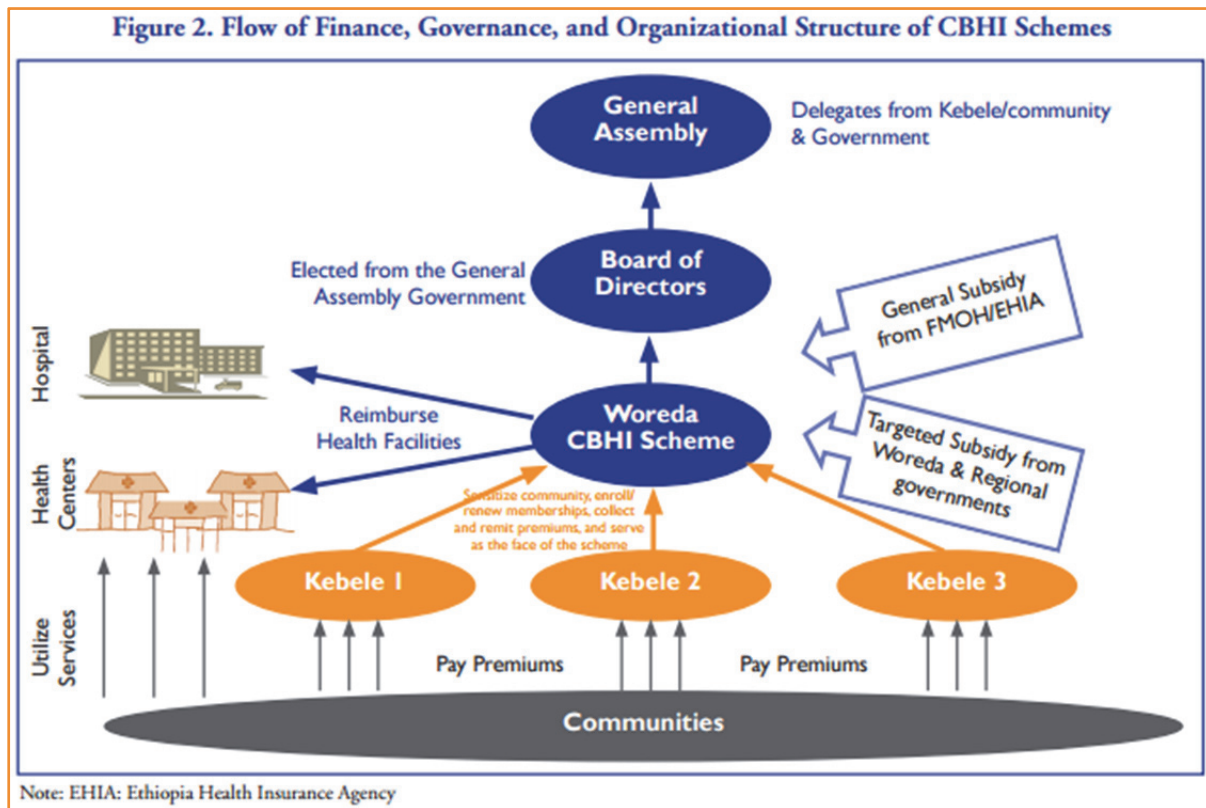 Figure 2. Flow of Finance, Governance, and Organizational Structure of CBHI Schemes
General
Assembly
Delegates from Kebele/community
& Government
Elected from the General
Assembly Government
Board of
Directors
General Subsidy
from FMOH/EHIA
Hospital
Reimburse
Health Facilities
Woreda
CBHI Scheme
Targeted Subsidy from
Woreda & Regional
governments
Health
Centers
Sensitize community, enroll/
renew memberships, collect
and remit premiums, and serve
as the face of the scheme
Kebele 1
Kebele 2
Kebele 3
Utilize
Services
Pay Premiums
Pay Premiums
Communities
Note: EHIA: Ethiopia Health Insurance Agency